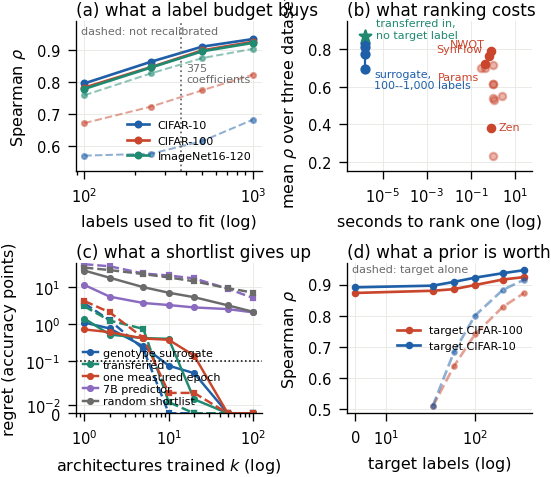 (a) what a label budget buys
dashed: not recalibrated
375
coefficients
CIFAR-10
CIFAR-100
ImageNet16-120
Spearman ρ
0.9
0.8
0.7
0.6
10²
10³
labels used to fit (log)
(b) what ranking costs
transferred in,
no target label
NWOT
SynFlow
surrogate,
100--1,000 labels
Params
Zen
mean ρ over three datase
0.8
0.6
0.4
0.2
10⁻⁵
10⁻³
10⁻¹
10¹
seconds to rank one (log)
(c) what a shortlist gives up
genotype surrogate
transferred
one measured epoch
7B predictor
random shortlist
regret (accuracy points)
10¹
10⁰
10⁻¹
10⁻²
0
10⁰
10¹
10²
architectures trained k (log)
(d) what a prior is worth
dashed: target alone
target CIFAR-100
target CIFAR-10
Spearman ρ
0.9
0.8
0.7
0.6
0.5
0
10¹
10²
target labels (log)